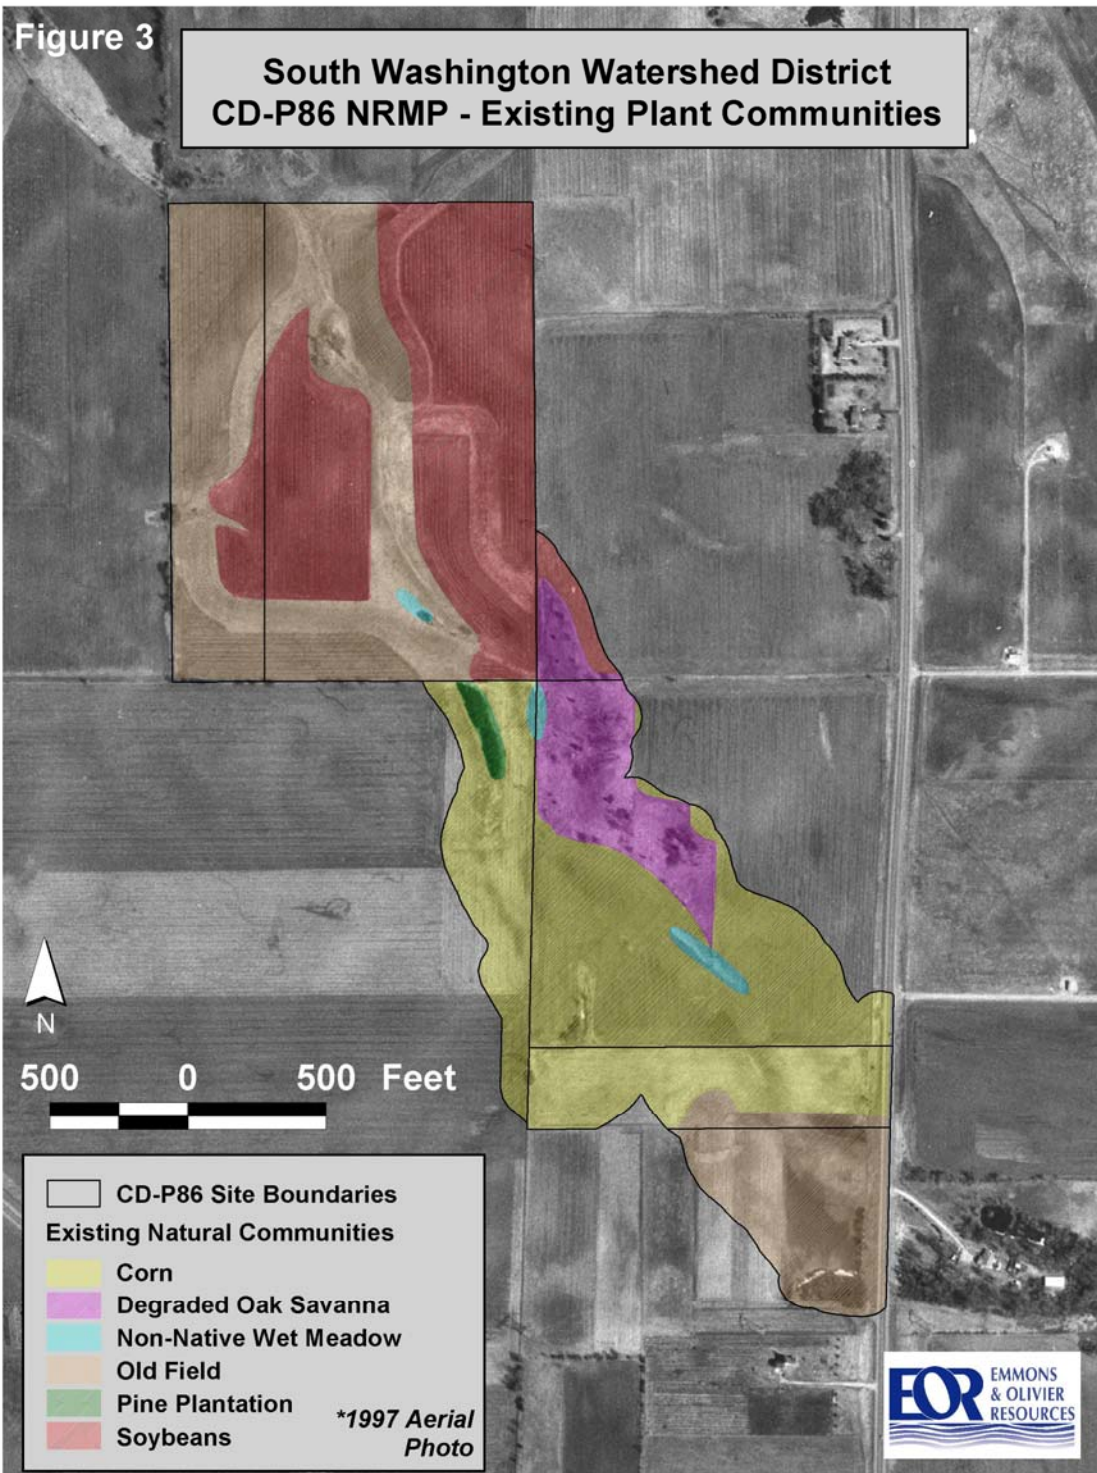 Figure 3
South Washington Watershed District
CD-P86 NRMP - Existing Plant Communities
N
500 0 500 Feet
CD-P86 Site Boundaries
Existing Natural Communities
Corn
Degraded Oak Savanna
Non-Native Wet Meadow
Old Field
Pine Plantation
Soybeans
*1997 Aerial
Photo
EOR
EMMONS
& OLIVIER
RESOURCES